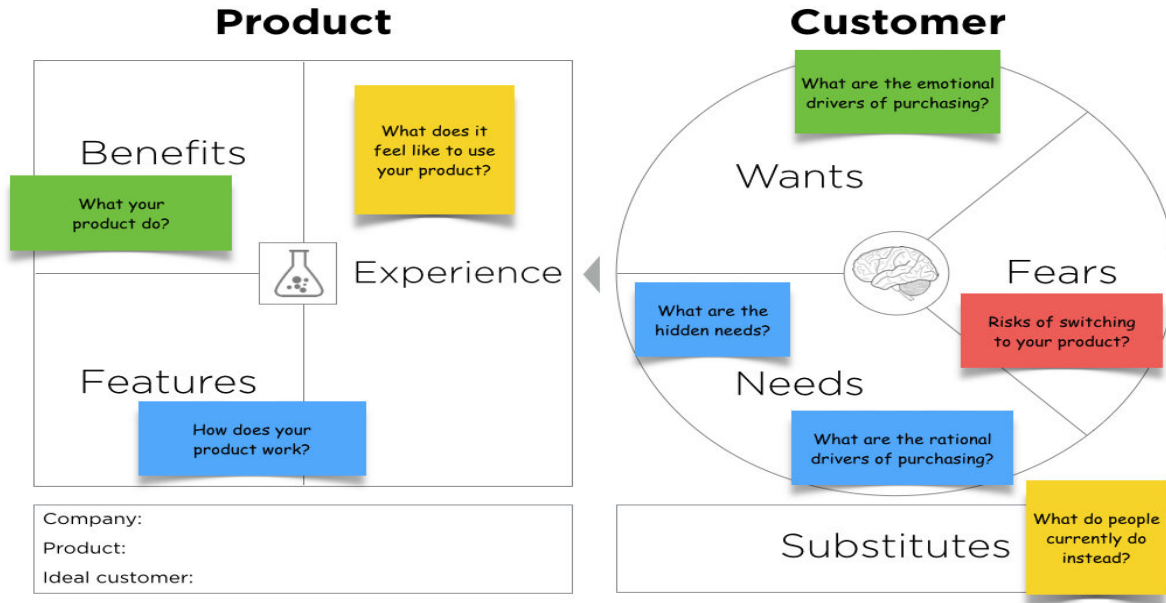 Product
Benefits
What your
product do?
What does it
feel like to use
your product?
Experience
Features
How does your
product work?
Company:
Product:
Ideal customer:
Customer
What are the emotional
drivers of purchasing?
Wants
Fears
Risks of switching
to your product?
What are the
hidden needs?
Needs
What are the rational
drivers of purchasing?
Substitutes
What do people
currently do
instead?